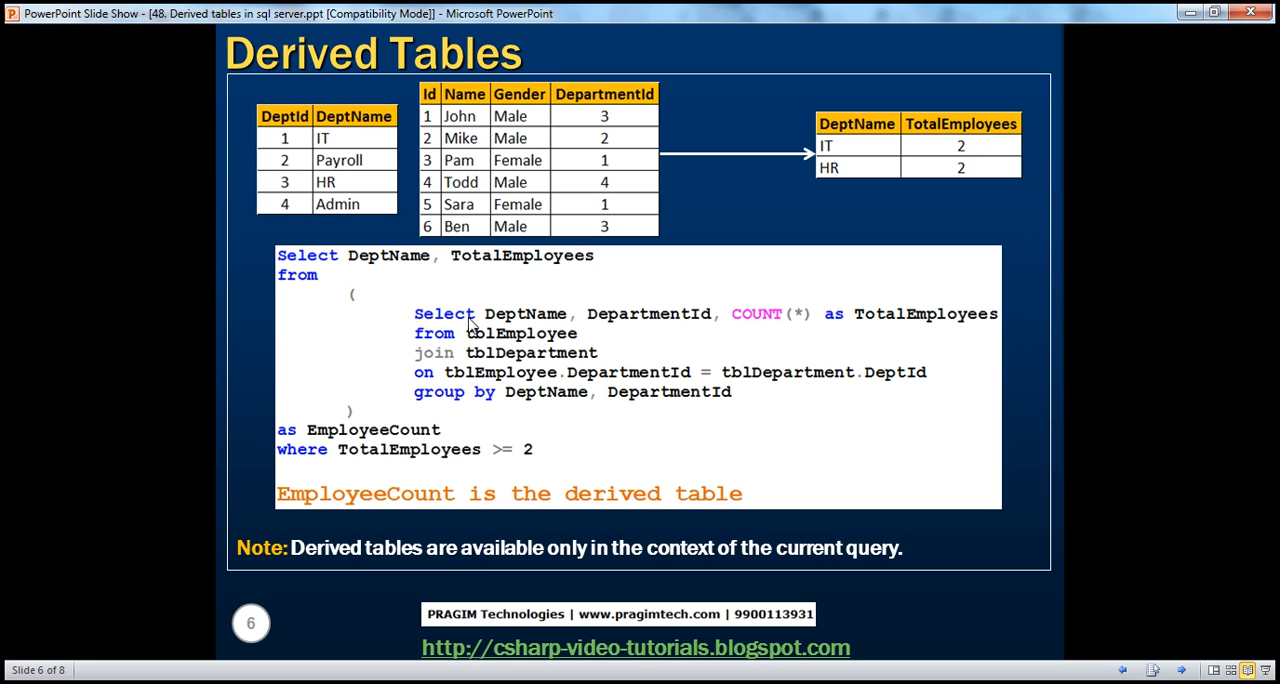 PowerPoint Slide Show - [48. Derived tables in sql server.ppt [Compatibility Mode]] - Microsoft PowerPoint
Derived Tables
DeptId DeptName
1 IT
2 Payroll
3 HR
4 Admin
Id Name Gender DepartmentId
1 John Male 3
2 Mike Male 2
3 Pam Female 1
4 Todd Male 4
5 Sara Female 1
6 Ben Male 3
DeptName TotalEmployees
IT 2
HR 2
Select DeptName, TotalEmployees
from
(
Select DeptName, DepartmentId, COUNT(*) as TotalEmployees
from tblEmployee
join tblDepartment
on tblEmployee.DepartmentId = tblDepartment.DeptId
group by DeptName, DepartmentId
)
as EmployeeCount
where TotalEmployees >= 2
EmployeeCount is the derived table
Note: Derived tables are available only in the context of the current query.
6
PRAGIM Technologies | www.pragimtech.com | 9900113931
http://csharp-video-tutorials.blogspot.com
Slide 6 of 8